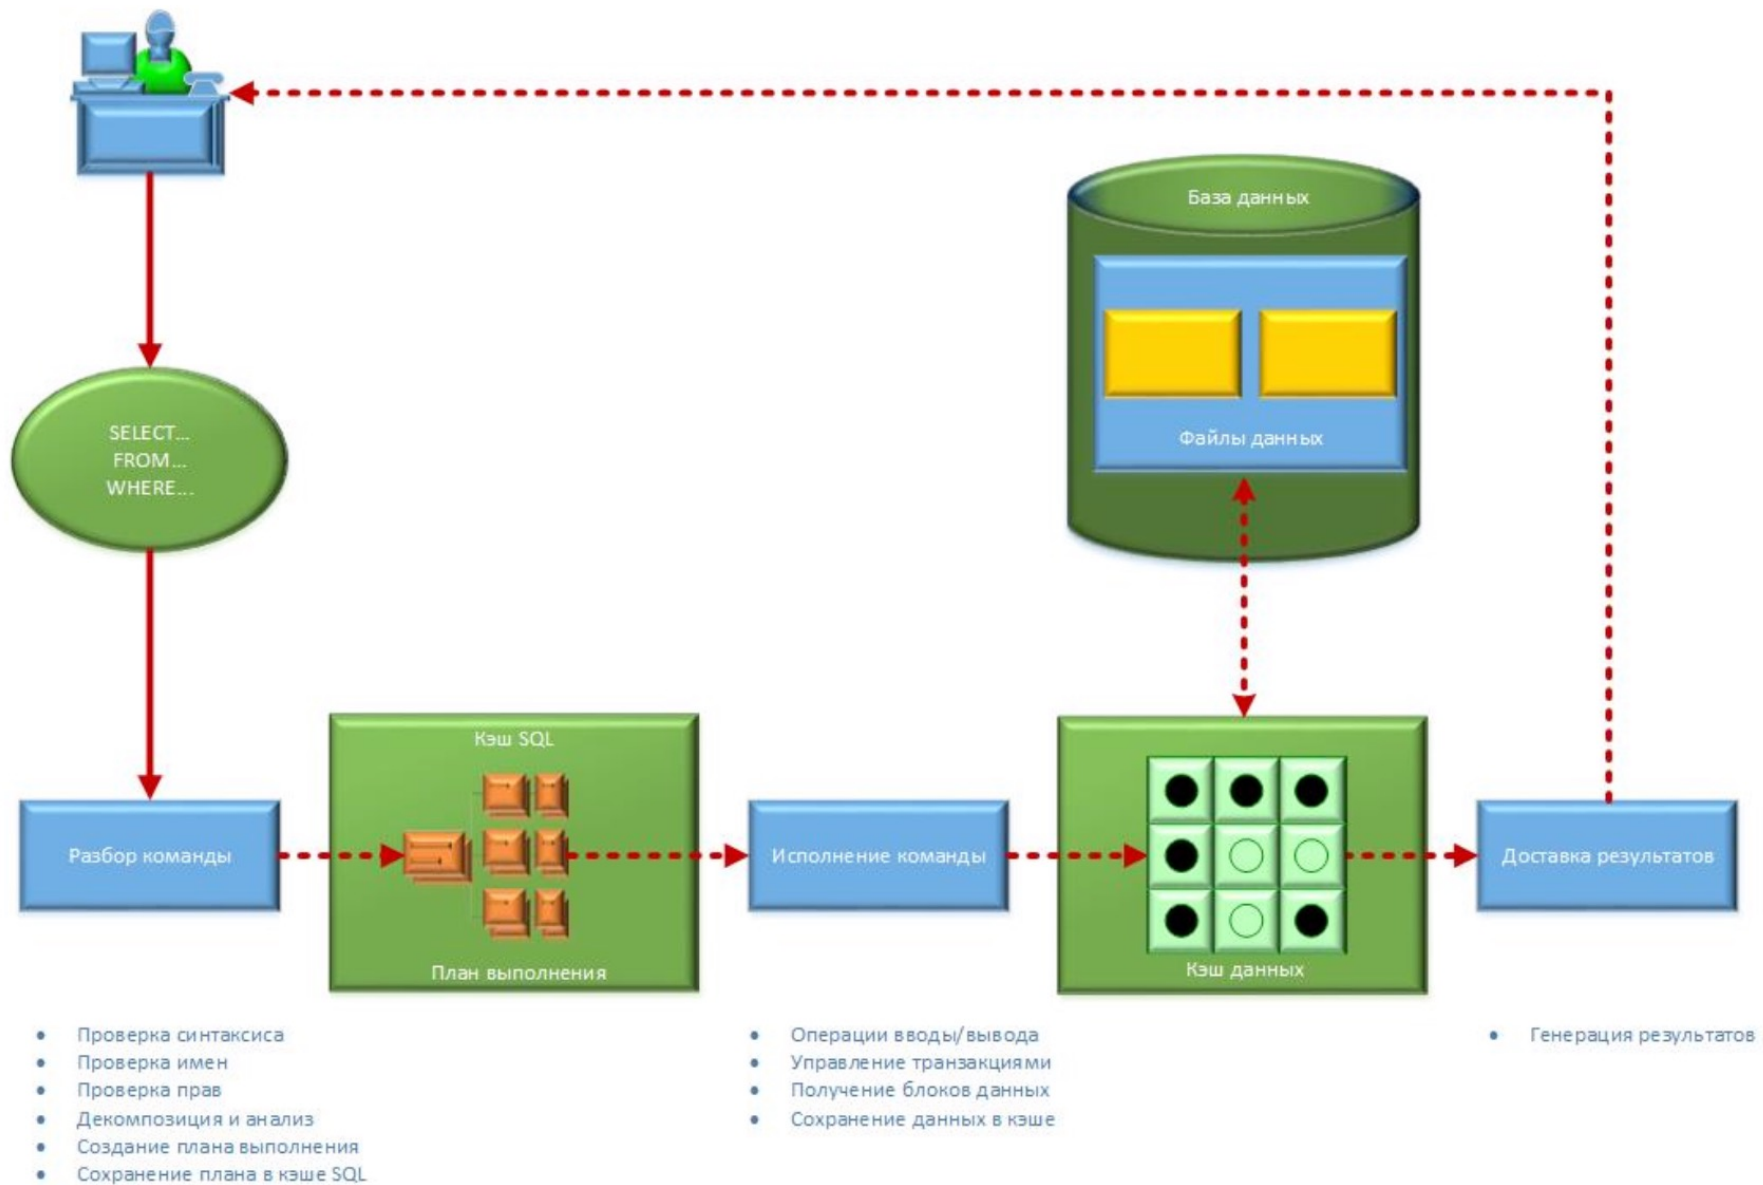 База данных
Файлы данных
SELECT...
FROM...
WHERE...
Кэш SQL
План выполнения
Разбор команды
Исполнение команды
Кэш данных
Доставка результатов
• Проверка синтаксиса
• Проверка имен
• Проверка прав
• Декомпозиция и анализ
• Создание плана выполнения
• Сохранение плана в кэше SQL
• Операции вводы/вывода
• Управление транзакциями
• Получение блоков данных
• Сохранение данных в кэше
• Генерация результатов